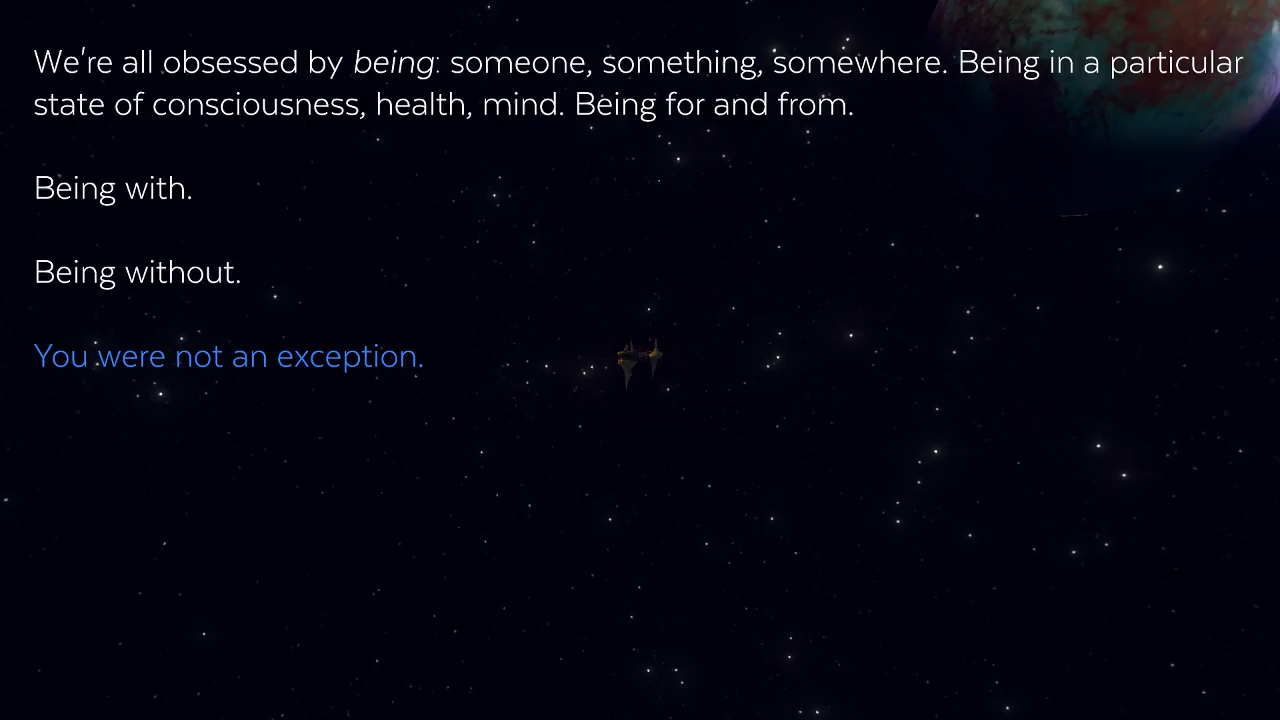 We're all obsessed by being: someone, something, somewhere. Being in a particular
state of consciousness, health, mind. Being for and from.
Being with.
Being without.
You were not an exception.